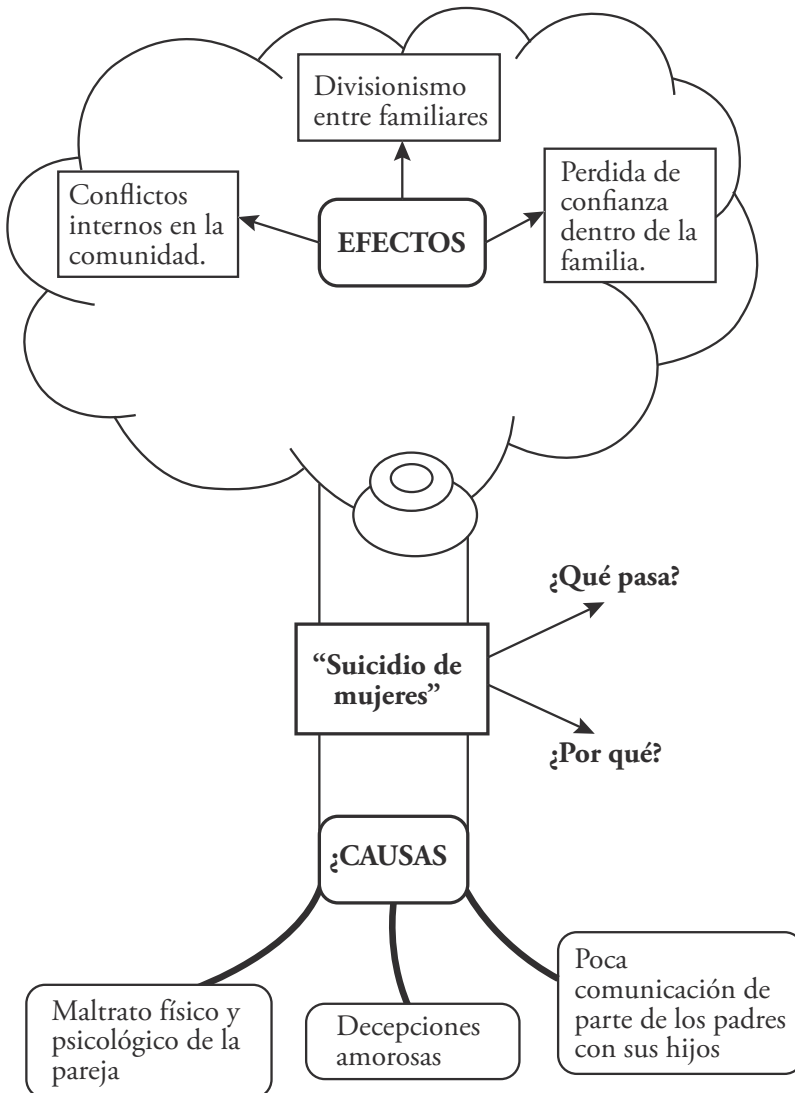 Divisionismo
entre familiares
Conflictos
internos en la
comunidad.
EFECTOS
Perdida de
confianza
dentro de la
familia.
¿Qué pasa?
“Suicidio de
mujeres”
¿Por qué?
¿CAUSAS
Maltrato físico y
psicológico de la
pareja
Decepciones
amorosas
Poca
comunicación de
parte de los padres
con sus hijos